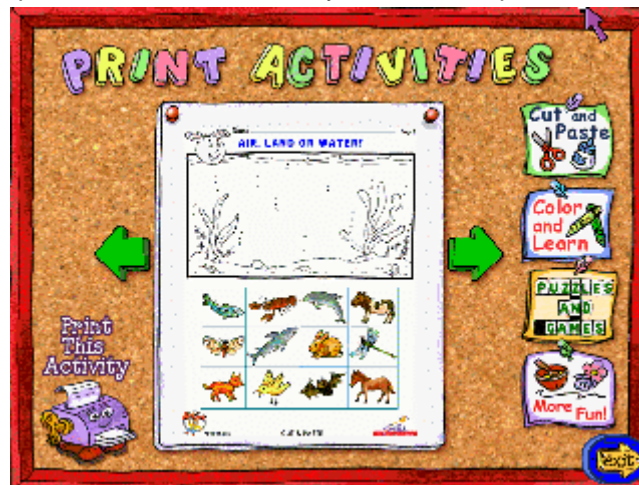 PRINT ACTIVITIES
AIR, LAND OR WATER?
Cut and
Paste
Color
and
Learn
PUZZLES
AND
GAMES
Print
This
Activity
More Fun!
exit